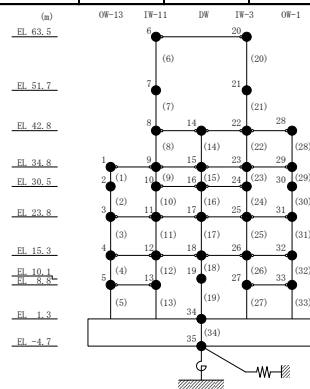 (m) OW-13 IW-11 DW IW-3 OW-1
EL 63.5 6 20
(6) (20)
EL 51.7 7 21
(7) (21)
EL 42.8 8 14 22 28
(8) (14) (22) (28)
EL 34.8 1 9 15 23 29
(1) (9) (15) (23) (29)
EL 30.5 2 10 16 24 30
(2) (10) (16) (24) (30)
EL 23.8 3 11 17 25 31
(3) (11) (17) (25) (31)
EL 15.3 4 12 18 26 32
(4) (12) (18) (26) (32)
EL 10.1 19
EL 8.8 5 13 27 33
(5) (13) (19) (27) (33)
EL 1.3 34
(34)
EL -4.7 35